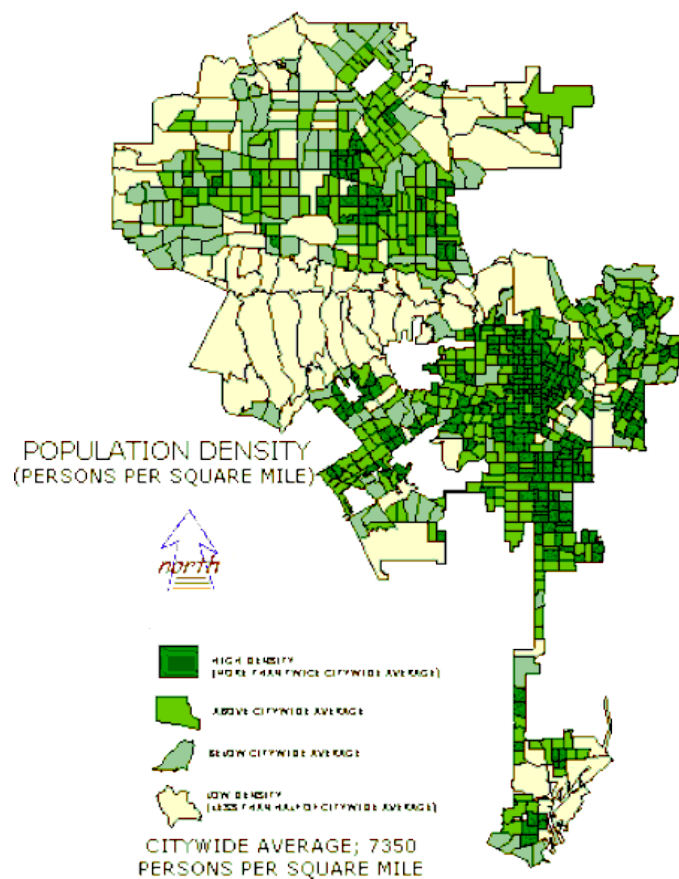 POPULATION DENSITY
(PERSONS PER SQUARE MILE)
north
HIGH DENSITY
(MORE THAN TWICE CITYWIDE AVERAGE)
ABOVE CITYWIDE AVERAGE
BELOW CITYWIDE AVERAGE
LOW DENSITY
(LESS THAN HALF OF CITYWIDE AVERAGE)
CITYWIDE AVERAGE; 7350
PERSONS PER SQUARE MILE